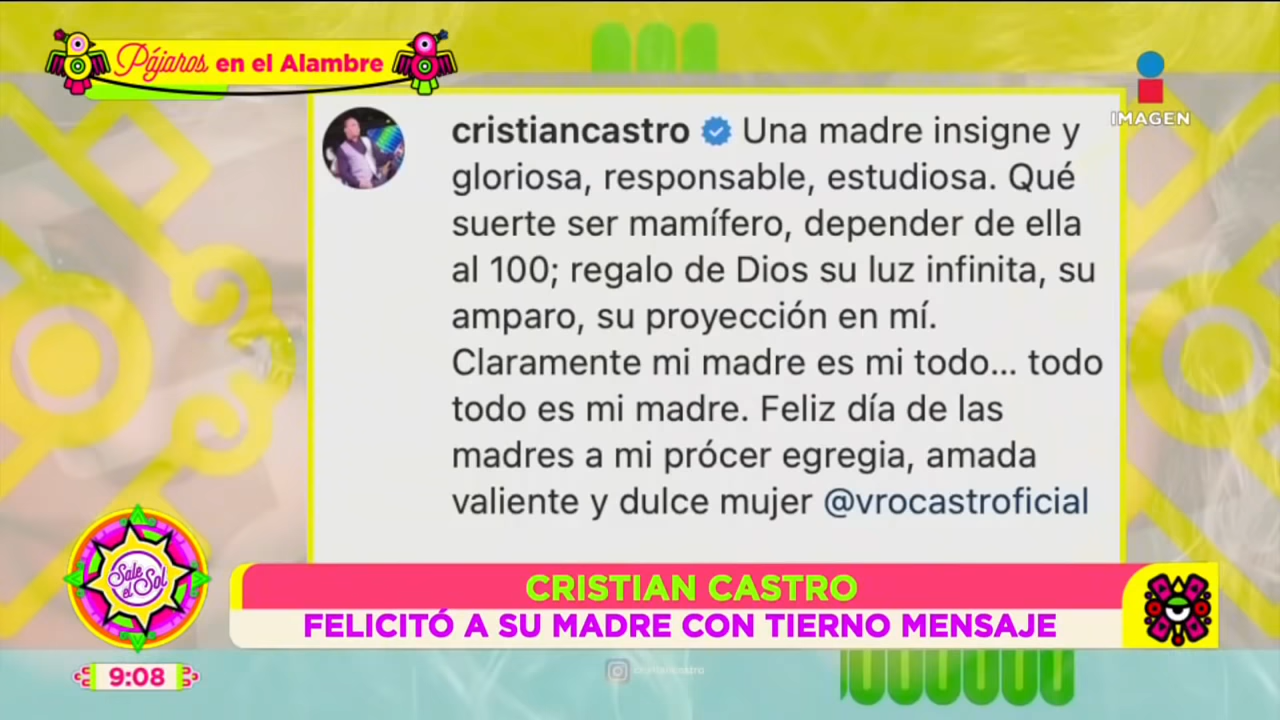 Pájaros en el Alambre
IMAGEN
cristiancastro Una madre insigne y
gloriosa, responsable, estudiosa. Qué
suerte ser mamífero, depender de ella
al 100; regalo de Dios su luz infinita, su
amparo, su proyección en mí.
Claramente mi madre es mi todo... todo
todo es mi madre. Feliz día de las
madres a mi prócer egregia, amada
valiente y dulce mujer @vrocastroficial
Sale
el
Sol
CRISTIAN CASTRO
FELICITÓ A SU MADRE CON TIERNO MENSAJE
9:08